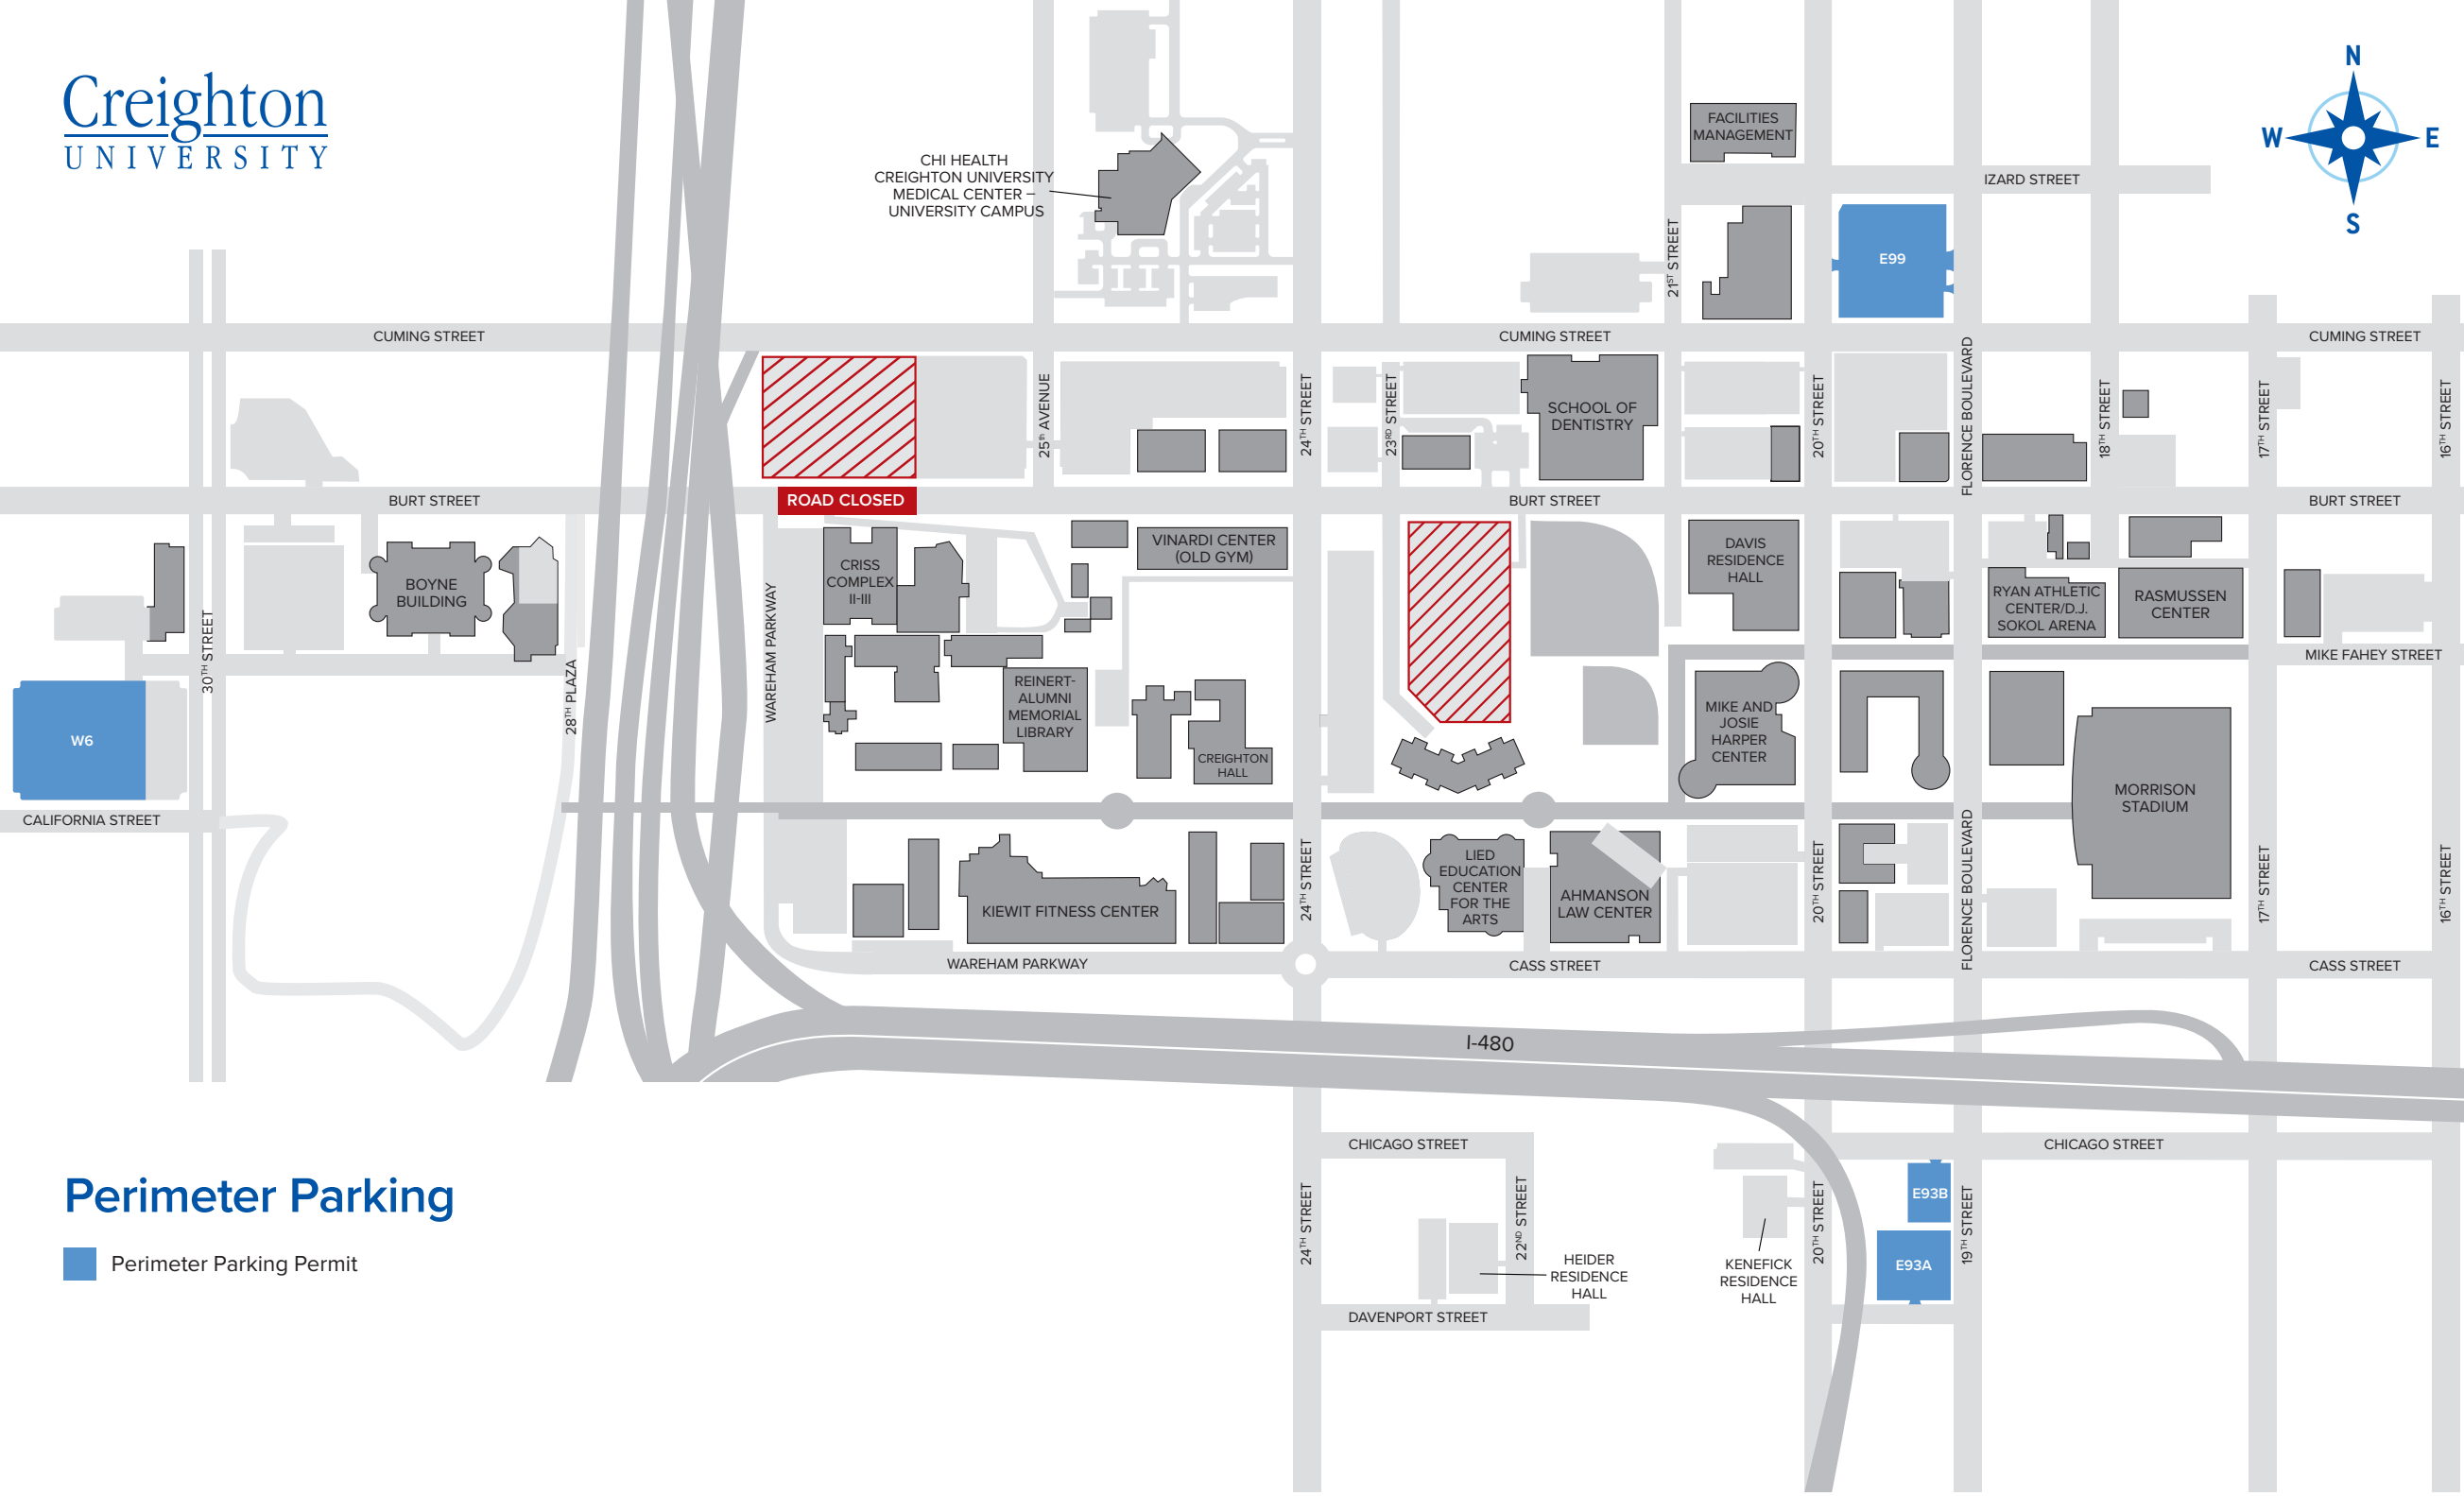 Creighton
UNIVERSITY
N
W
E
S
FACILITIES
MANAGEMENT
CHI HEALTH
CREIGHTON UNIVERSITY
MEDICAL CENTER –
UNIVERSITY CAMPUS
IZARD STREET
21ST STREET
E99
CUMING STREET
CUMING STREET
CUMING STREET
25th AVENUE
24TH STREET
23RD STREET
SCHOOL OF
DENTISTRY
20TH STREET
FLORENCE BOULEVARD
18TH STREET
17TH STREET
16TH STREET
BURT STREET
ROAD CLOSED
BURT STREET
BURT STREET
BOYNE
BUILDING
CRISS
COMPLEX
II-III
VINARDI CENTER
(OLD GYM)
DAVIS
RESIDENCE
HALL
RYAN ATHLETIC
CENTER/D.J.
SOKOL ARENA
RASMUSSEN
CENTER
30TH STREET
28TH PLAZA
WAREHAM PARKWAY
MIKE FAHEY STREET
W6
REINERT-
ALUMNI
MEMORIAL
LIBRARY
CREIGHTON
HALL
MIKE AND
JOSIE
HARPER
CENTER
MORRISON
STADIUM
CALIFORNIA STREET
KIEWIT FITNESS CENTER
24TH STREET
LIED
EDUCATION
CENTER
FOR THE
ARTS
AHMANSON
LAW CENTER
20TH STREET
FLORENCE BOULEVARD
17TH STREET
16TH STREET
WAREHAM PARKWAY
CASS STREET
CASS STREET
I-480
CHICAGO STREET
CHICAGO STREET
Perimeter Parking
Perimeter Parking Permit
24TH STREET
22ND STREET
HEIDER
RESIDENCE
HALL
KENEFICK
RESIDENCE
HALL
20TH STREET
E93B
E93A
19TH STREET
DAVENPORT STREET